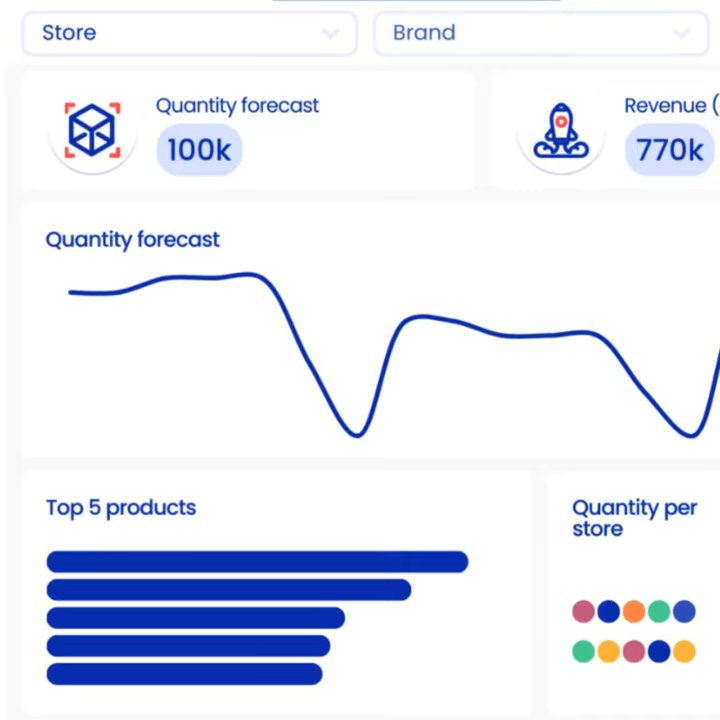 Store
Brand
Quantity forecast
100k
Revenue (
770k
Quantity forecast
Top 5 products
Quantity per
store